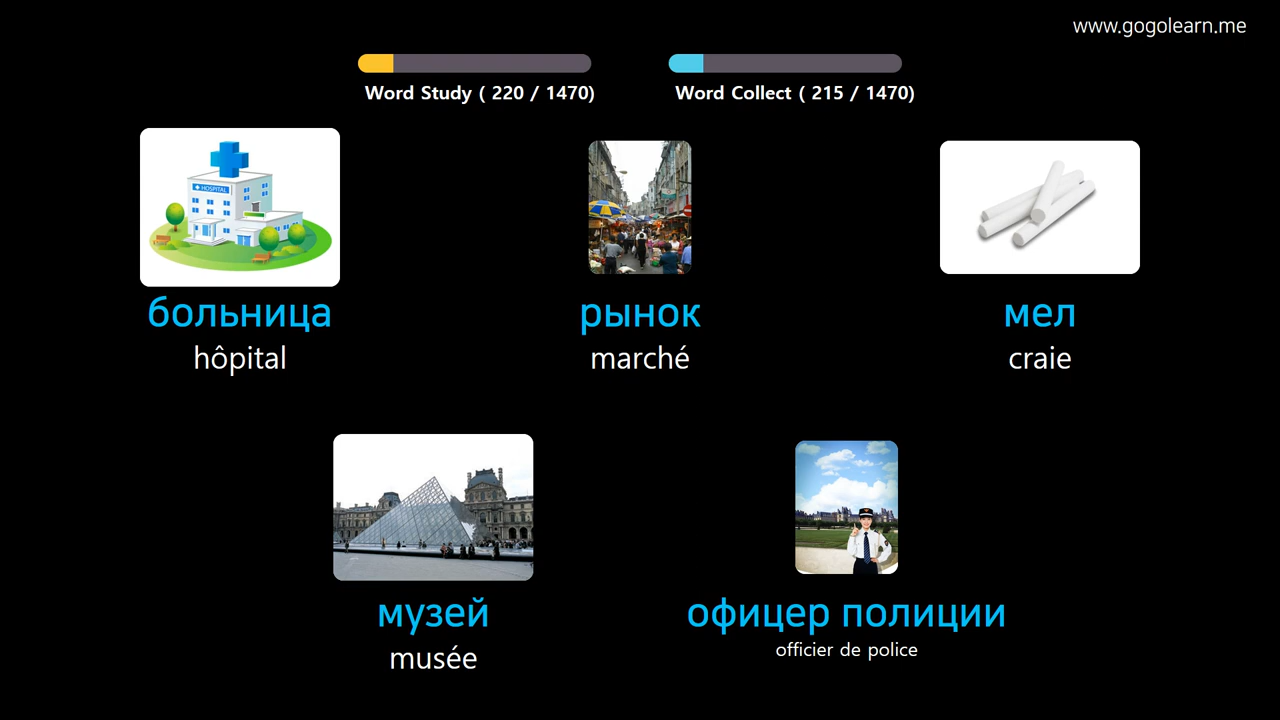 www.gogolearn.me
Word Study ( 220 / 1470)
Word Collect ( 215 / 1470)
HOSPITAL
больница
рынок
мел
hôpital
marché
craie
музей
офицер полиции
musée
officier de police